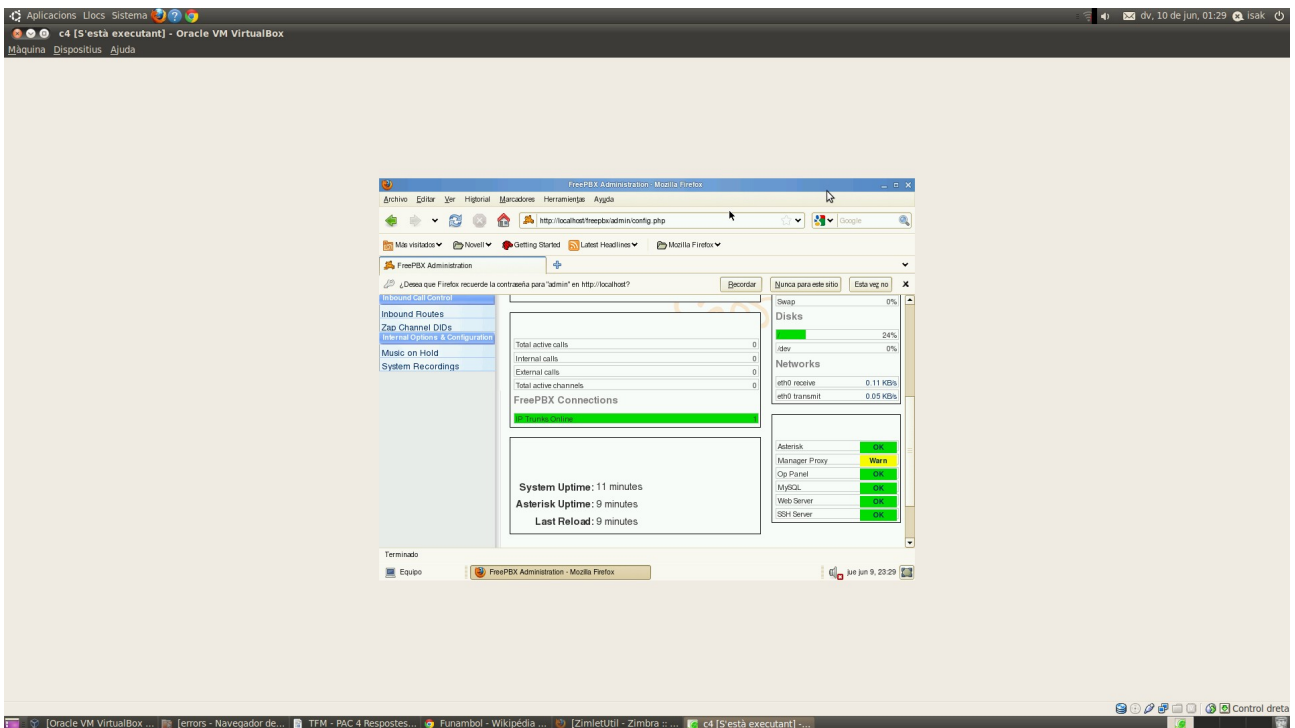 Aplicacions Llocs Sistema dv, 10 de jun, 01:29 isak
c4 [S'està executant] - Oracle VM VirtualBox
Màquina Dispositius Ajuda
FreePBX Administration - Mozilla Firefox
Archivo Editar Ver Historial Marcadores Herramientas Ayuda
http://localhost/freepbx/admin/config.php Google
Más visitados Novell Getting Started Latest Headlines Mozilla Firefox
FreePBX Administration
¿Desea que Firefox recuerde la contraseña para "admin" en http://localhost? Recordar Nunca para este sitio Esta vez no
Inbound Call Control
Inbound Routes
Zap Channel DIDs
Internal Options & Configuration
Music on Hold
System Recordings
Total active calls 0
Internal calls 0
External calls 0
Total active channels 0
FreePBX Connections
IP Trunks Online 1
System Uptime: 11 minutes
Asterisk Uptime: 9 minutes
Last Reload: 9 minutes
Swap 0%
Disks
/ 24%
/dev 0%
Networks
eth0 receive 0.11 KB/s
eth0 transmit 0.05 KB/s
Asterisk OK
Manager Proxy Warn
Op Panel OK
MySQL OK
Web Server OK
SSH Server OK
Terminado
Equipo FreePBX Administration - Mozilla Firefox jue jun 9, 23:29
Control dreta
[Oracle VM VirtualBox ... [errors - Navegador de... TFM - PAC 4 Respostes... Funambol - Wikipédia ... [ZimletUtil - Zimbra :: ... c4 [S'està executant] -...